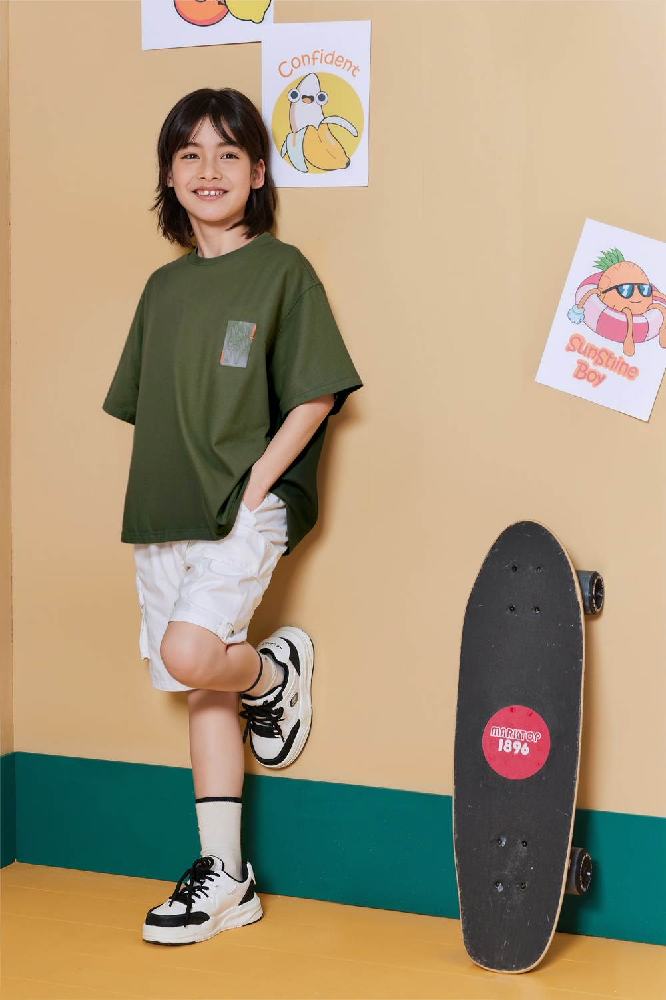 Confident
SunShine
Boy
MARKTOP
1896